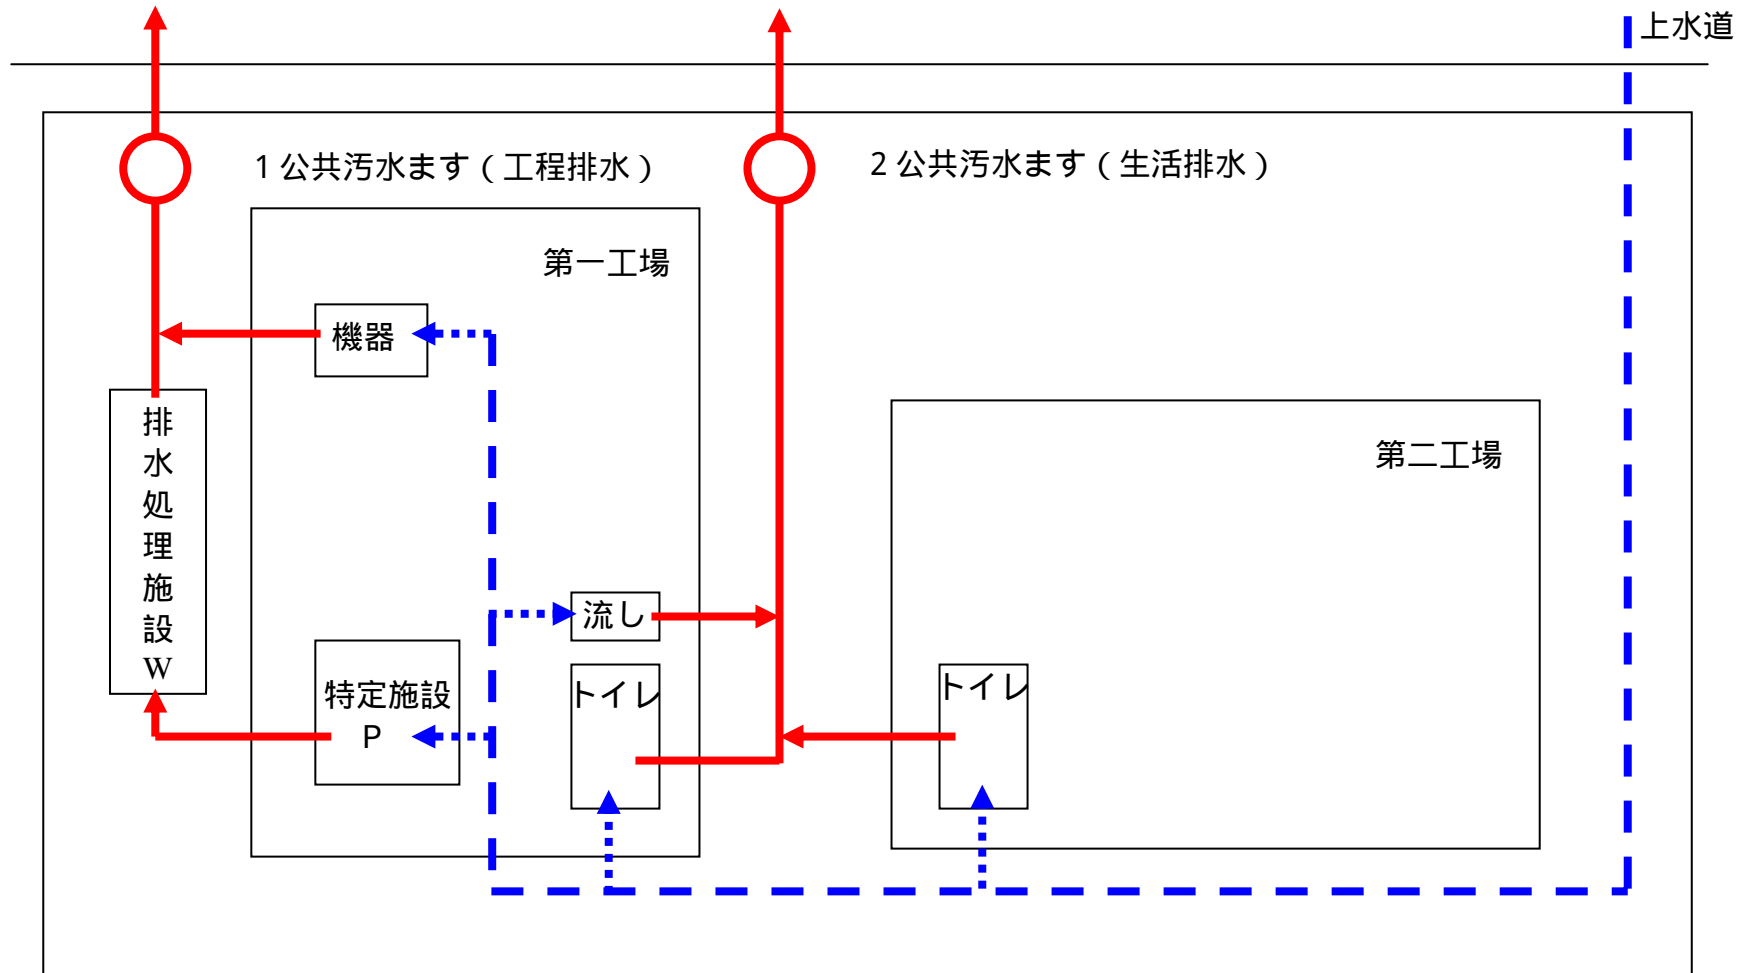 上水道
1 公共汚水ます（工程排水）
2 公共汚水ます（生活排水）
第一工場
機器
排水処理施設W
第二工場
流し
特定施設
P
トイレ
トイレ